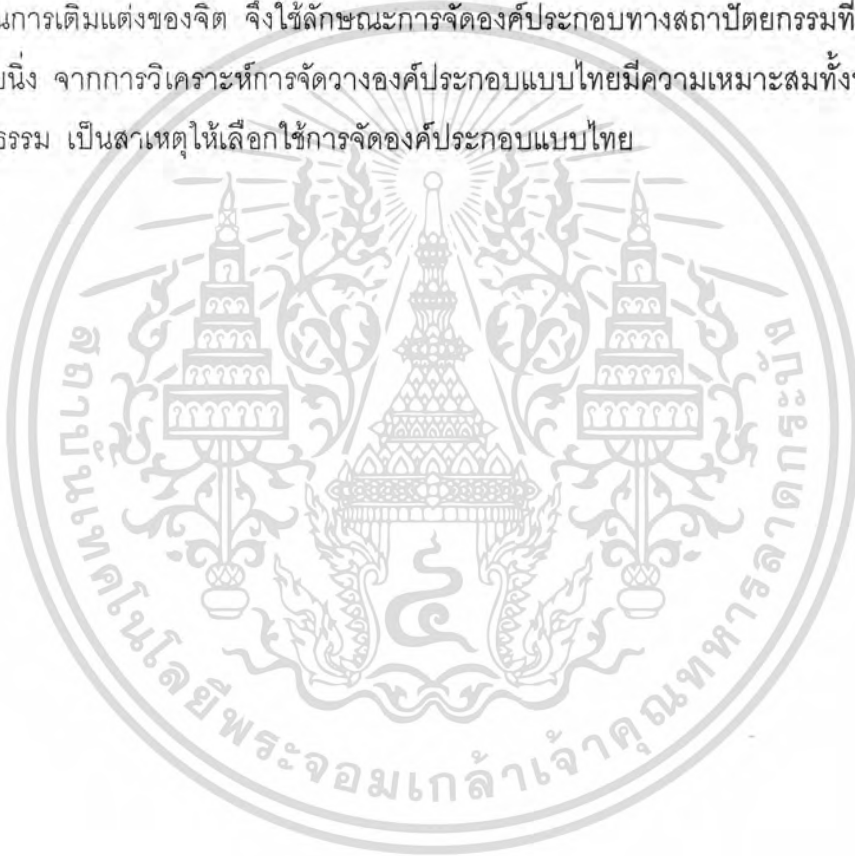 นการเติมแต่งของจิต จึงใช้ลักษณะการจัดองค์ประกอบทางสถาปัตยกรรมที่
บนิ่ง จากการวิเคราะห์การจัดวางองค์ประกอบแบบไทยมีความเหมาะสมทั้ง
ธรรม เป็นสาเหตุให้เลือกใช้การจัดองค์ประกอบแบบไทย
๔
สถาบันเทคโนโลยีพระจอมเกล้าเจ้าคุณทหารลาดกระบัง